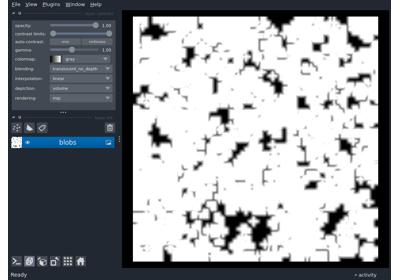 File View Plugins Window Help
opacity: 1.00
contrast limits:
auto-contrast: once continuous
gamma: 1.00
colormap: gray
blending: translucent_no_depth
interpolation: linear
depiction: volume
rendering: mip
blobs
Ready
activity